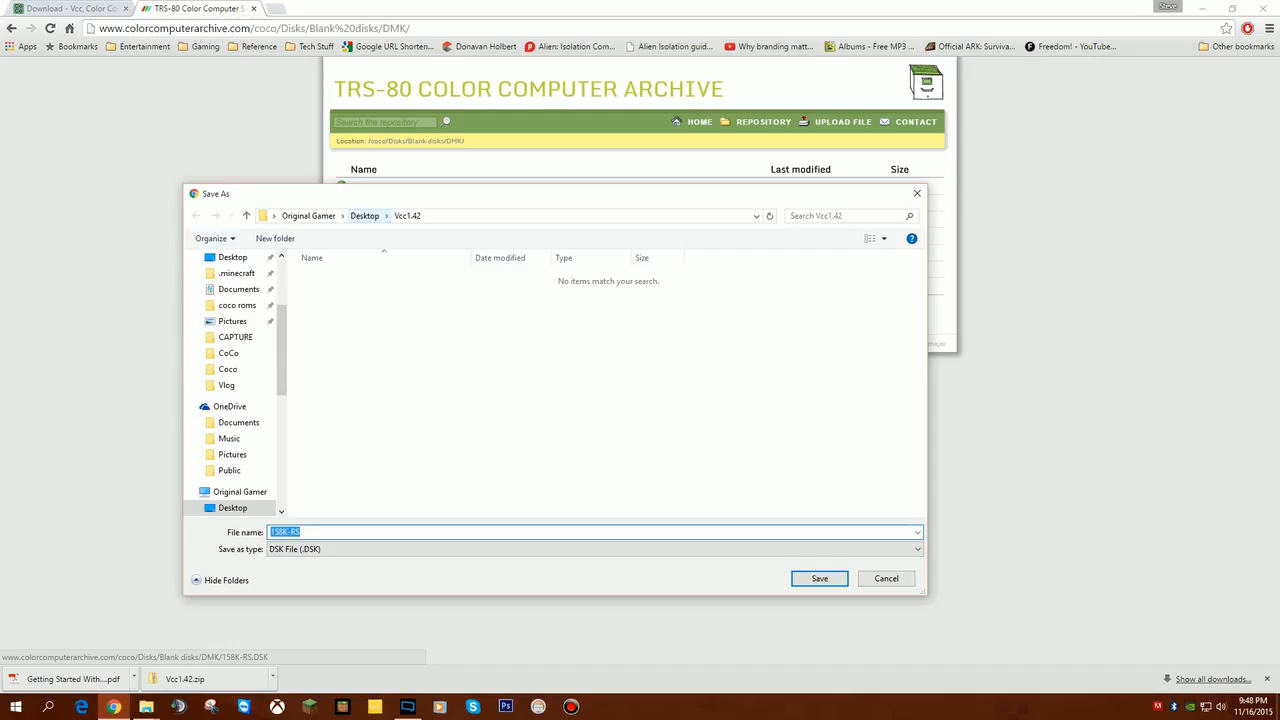 Download - Vcc, Color Co
TRS-80 Color Computer S
Steve
www.colorcomputerarchive.com/coco/Disks/Blank%20disks/DMK/
Apps
Bookmarks
Entertainment
Gaming
Reference
Tech Stuff
Google URL Shorten...
Donavan Holbert
Alien: Isolation Com...
Alien Isolation guid...
Why branding matt...
Albums - Free MP3 ...
Official ARK: Surviva...
Freedom! - YouTube...
Other bookmarks
TRS-80 COLOR COMPUTER ARCHIVE
Search the repository
HOME
REPOSITORY
UPLOAD FILE
CONTACT
Location: /coco/Disks/Blank disks/DMK/
Name
Last modified
Size
Save As
Original Gamer
Desktop
Vcc1.42
Search Vcc1.42
Organize
New folder
Name
Date modified
Type
Size
No items match your search.
Desktop
.minecraft
Documents
coco roms
Pictures
CAPTURE
CoCo
Coco
Vlog
OneDrive
Documents
Music
Pictures
Public
Original Gamer
Desktop
File name:
158K-RS
Save as type:
DSK File (.DSK)
Hide Folders
Save
Cancel
www.colorcomputerarchive.com/coco/Disks/Blank disks/DMK/158K-RS.DSK
Getting Started With....pdf
Vcc1.42.zip
Show all downloads...
9:48 PM
11/16/2015